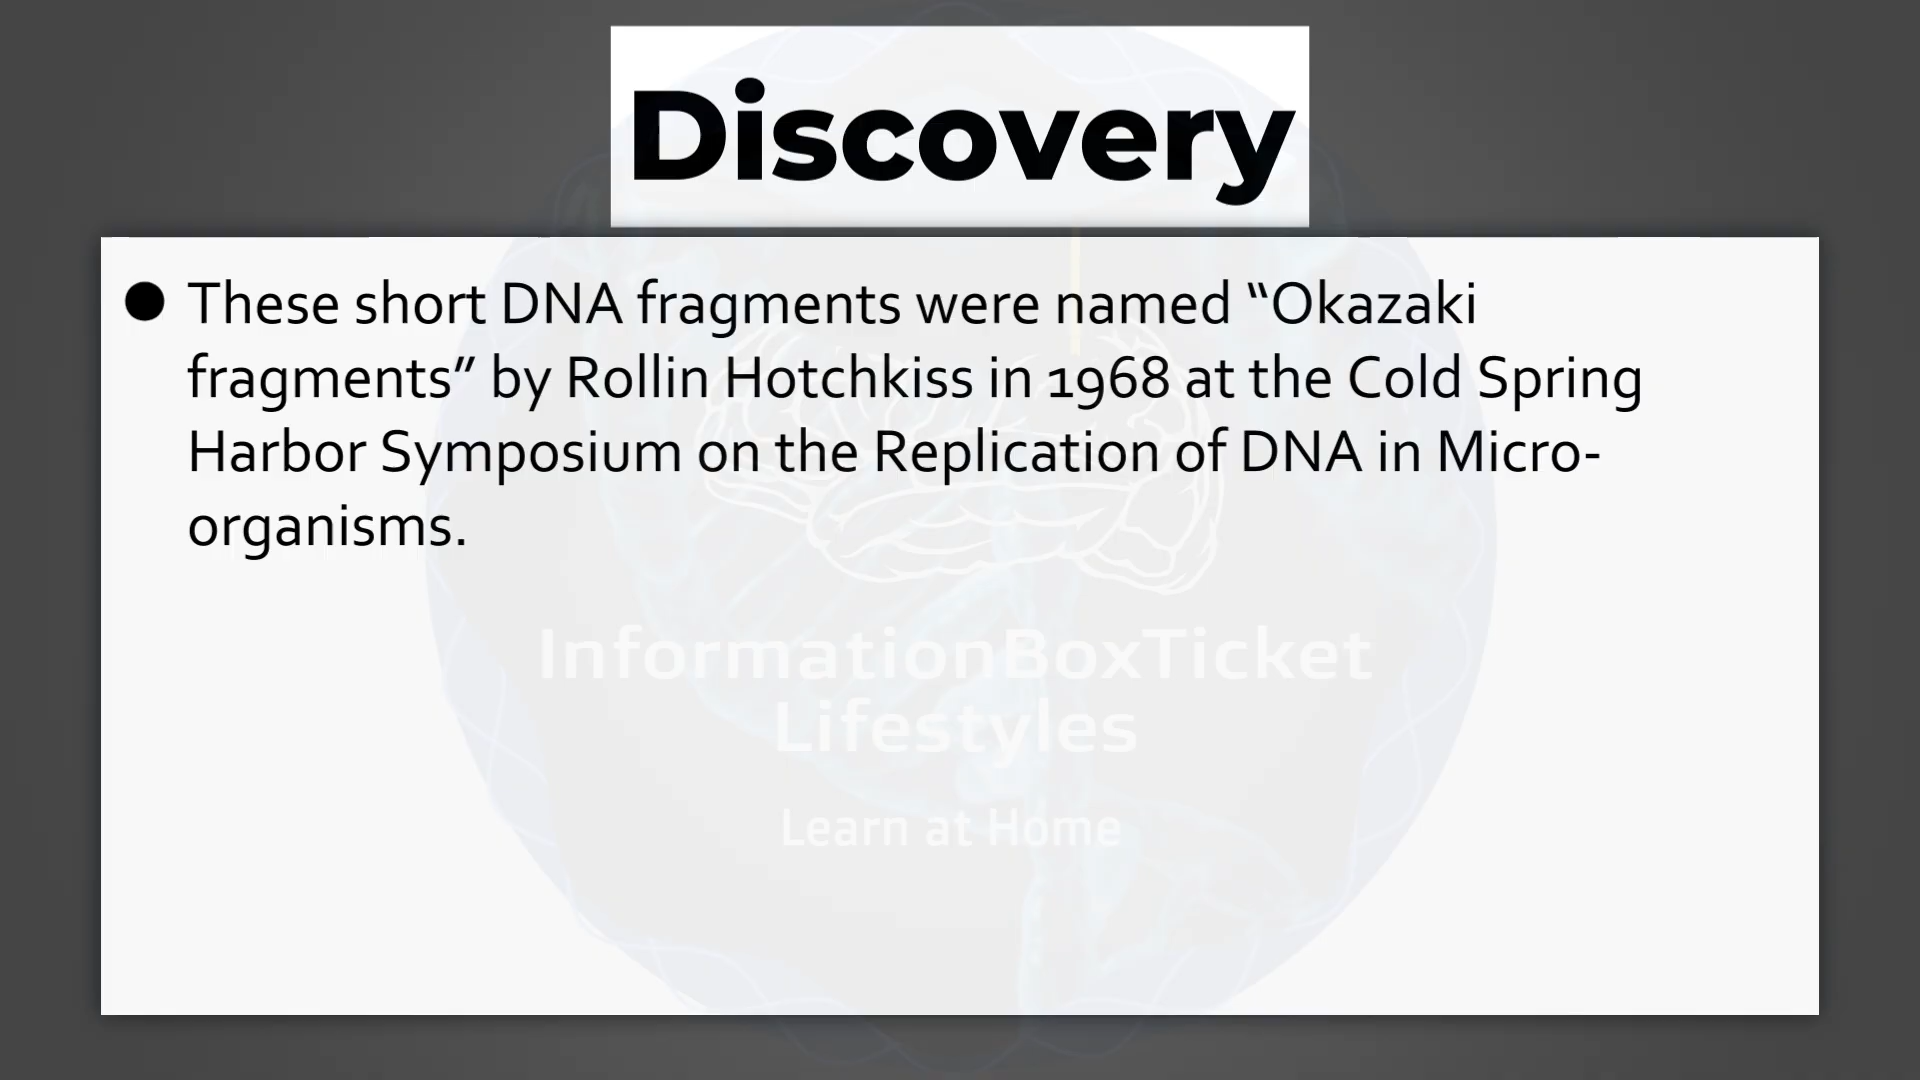 Discovery
● These short DNA fragments were named “Okazaki
fragments” by Rollin Hotchkiss in 1968 at the Cold Spring
Harbor Symposium on the Replication of DNA in Micro-
organisms.
InformationBoxTicket
Lifestyles
Learn at Home